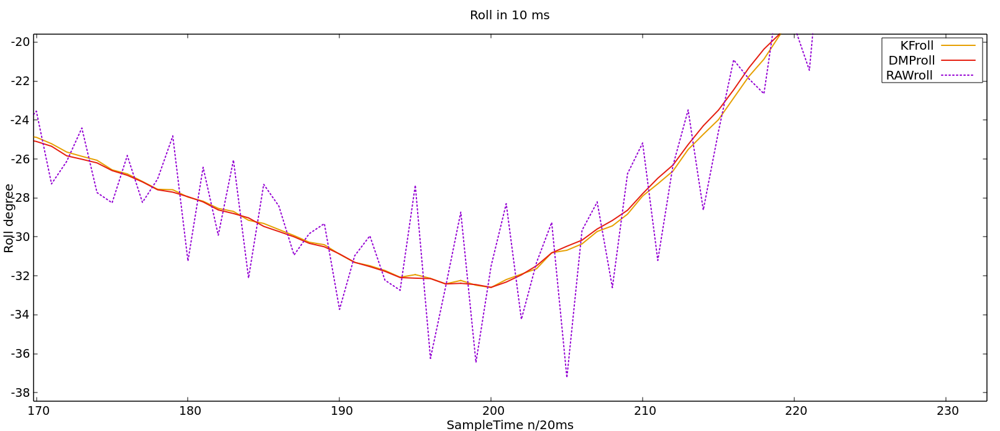 Roll in 10 ms
KFroll
DMProll
RAWroll
Roll degree
-20
-22
-24
-26
-28
-30
-32
-34
-36
-38
170 180 190 200 210 220 230
SampleTime n/20ms